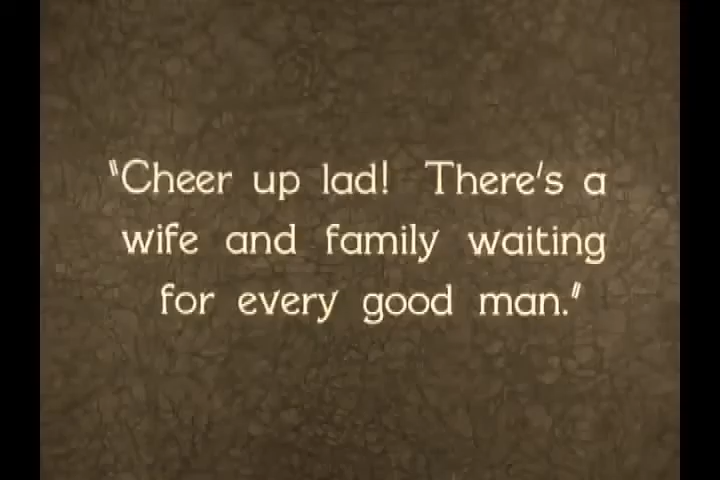 "Cheer up lad! There's a
wife and family waiting
for every good man."